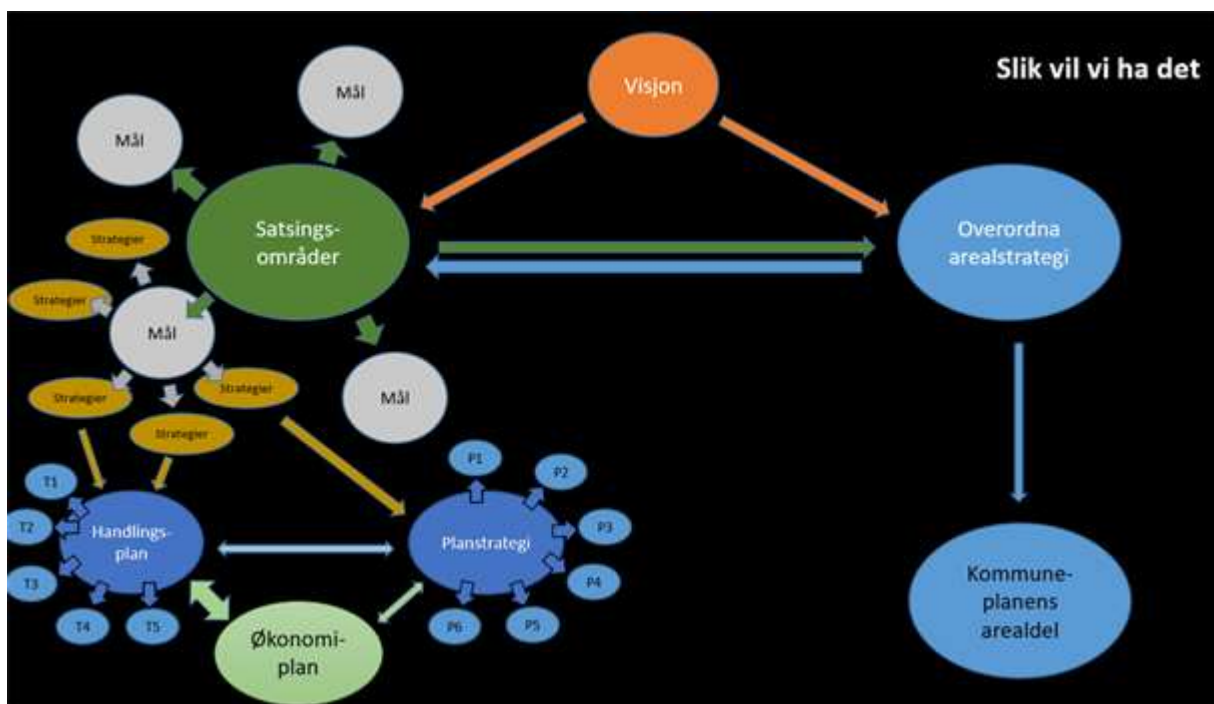 Slik vil vi ha det
Visjon
Mål
Mål
Satsings-
områder
Overordna
arealstrategi
Strategier
Strategier
Mål
Strategier
Strategier
Mål
Strategier
T1
T2
T3
T4
T5
Handlings-
plan
P1
P2
P3
P4
P5
P6
Planstrategi
Økonomi-
plan
Kommune-
planens
arealdel